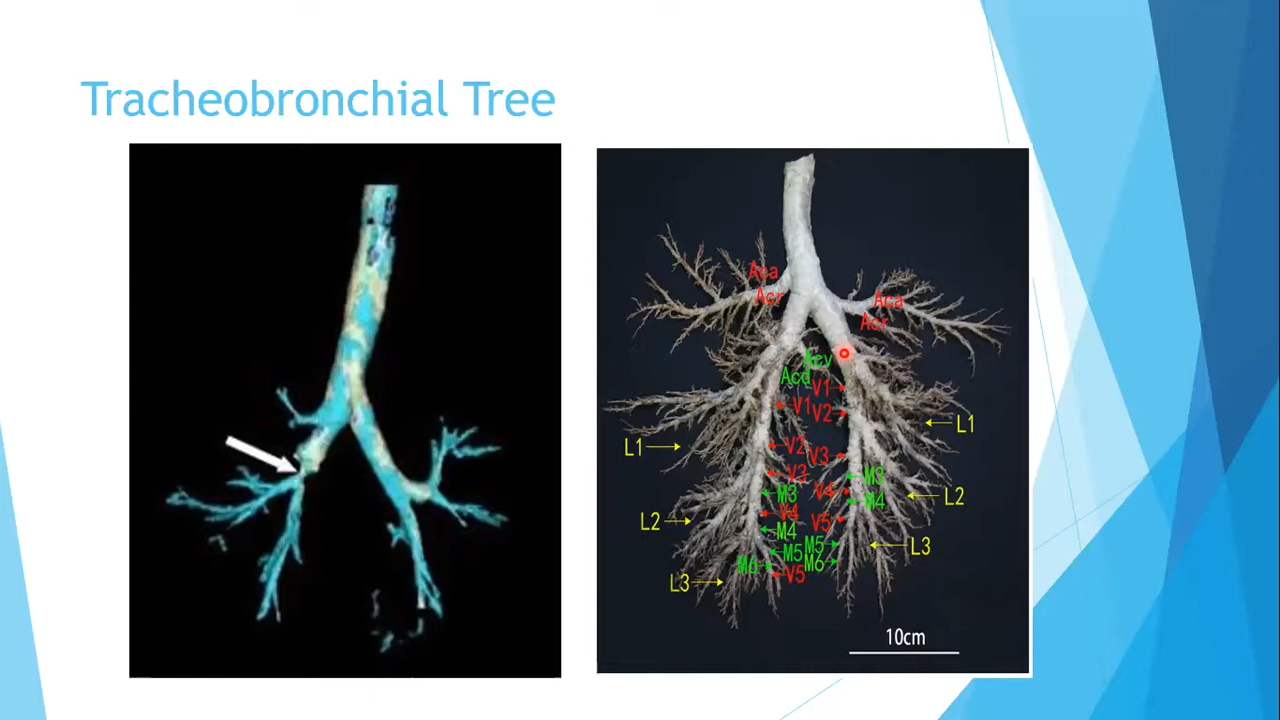 Tracheobronchial Tree
Aca
Acr
Aca
Acr
Acv
Acd
V1
V1
V2
L1
L1
V2
V3
V3
M3
M3
V4
L2
V4
M4
L2
V5
M4
M5
M5
L3
M6
M6
V5
L3
10cm